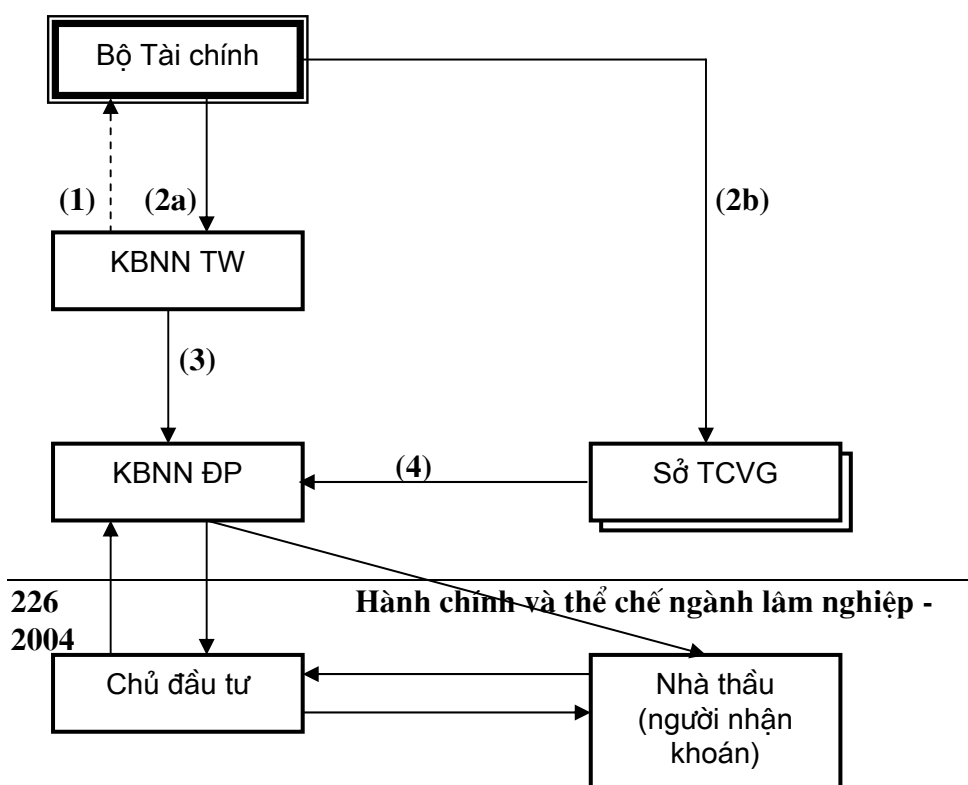 Bộ Tài chính
(1)
(2a)
(2b)
KBNN TW
(3)
KBNN ĐP
(4)
Sở TCVG
226
Hành chính và thể chế ngành lâm nghiệp -
2004
Chủ đầu tư
Nhà thầu
(người nhận
khoán)